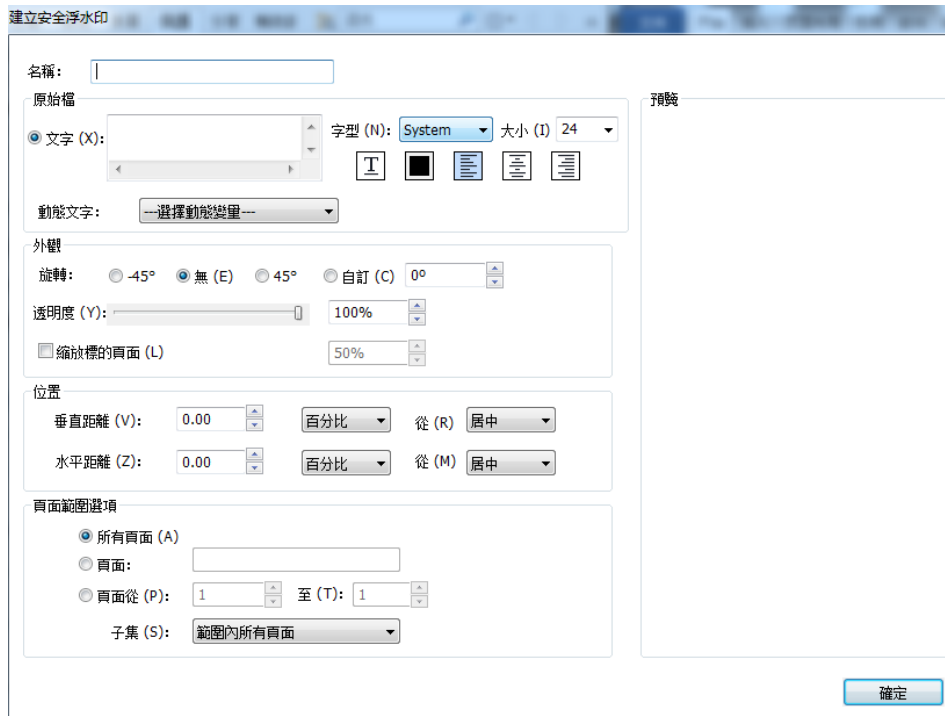 建立安全浮水印
名稱:
原始檔
預覽
文字 (X):
字型 (N): System 大小 (I) 24
T
動態文字: ---選擇動態變量---
外觀
旋轉: -45° 無 (E) 45° 自訂 (C) 0º
透明度 (Y): 100%
縮放標的頁面 (L) 50%
位置
垂直距離 (V): 0.00 百分比 從 (R) 居中
水平距離 (Z): 0.00 百分比 從 (M) 居中
頁面範圍選項
所有頁面 (A)
頁面:
頁面從 (P): 1 至 (T): 1
子集 (S): 範圍內所有頁面
確定